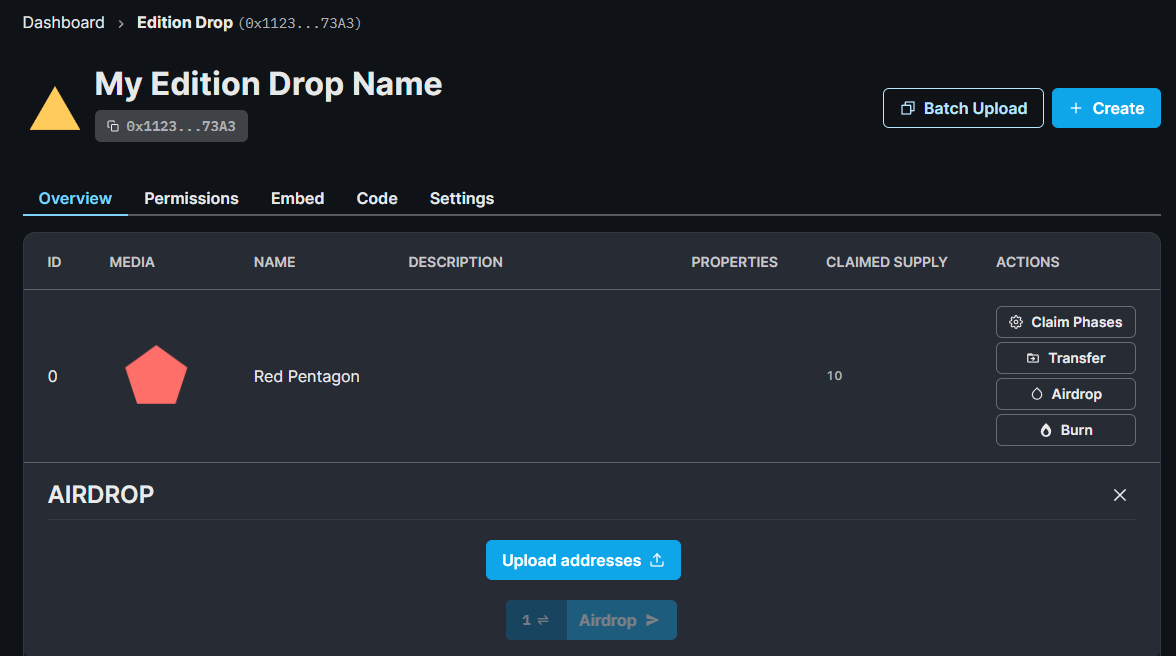 Dashboard > Edition Drop (0x1123...73A3)
My Edition Drop Name
0x1123...73A3
Batch Upload
+ Create
Overview Permissions Embed Code Settings
ID MEDIA NAME DESCRIPTION PROPERTIES CLAIMED SUPPLY ACTIONS
0 Red Pentagon 10
Claim Phases
Transfer
Airdrop
Burn
AIRDROP
Upload addresses
1 ⇌ Airdrop